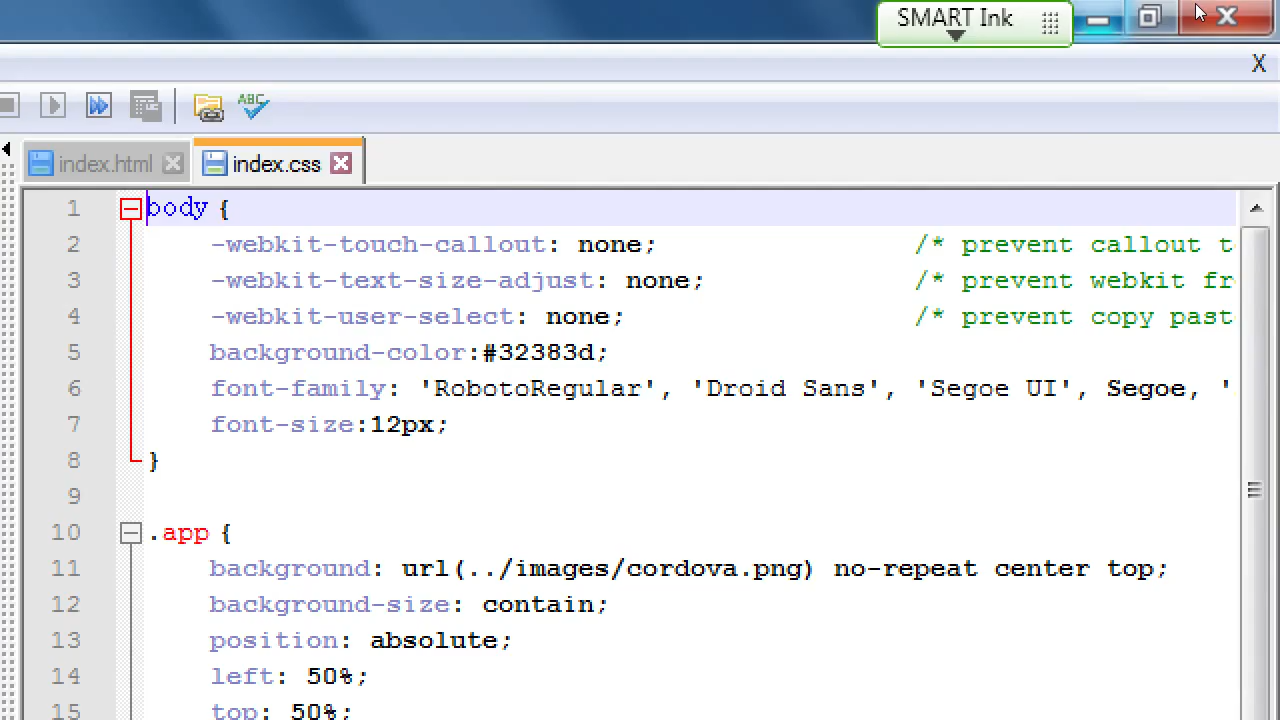 SMART Ink
X
ABC
index.html
index.css
1 body {
2 -webkit-touch-callout: none; /* prevent callout
3 -webkit-text-size-adjust: none; /* prevent webkit
4 -webkit-user-select: none; /* prevent copy
5 background-color:#32383d;
6 font-family: 'RobotoRegular', 'Droid Sans', 'Segoe UI', Segoe, '
7 font-size:12px;
8 }
9
10 .app {
11 background: url(../images/cordova.png) no-repeat center top;
12 background-size: contain;
13 position: absolute;
14 left: 50%;
15 top: 50%;